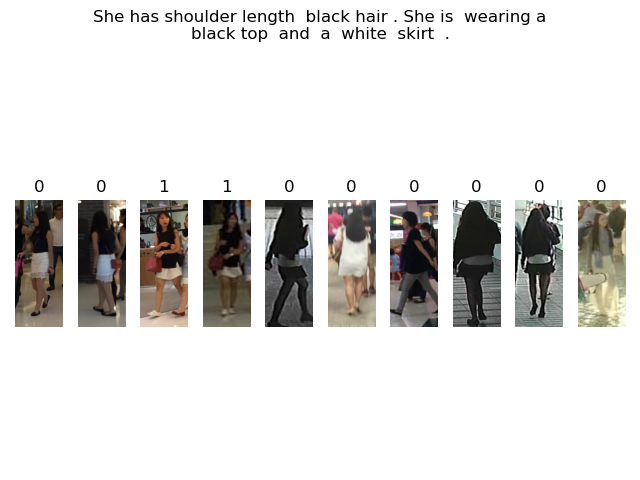 She has shoulder length  black hair . She is  wearing a
black top  and  a  white  skirt  .
0 0 1 1 0 0 0 0 0 0